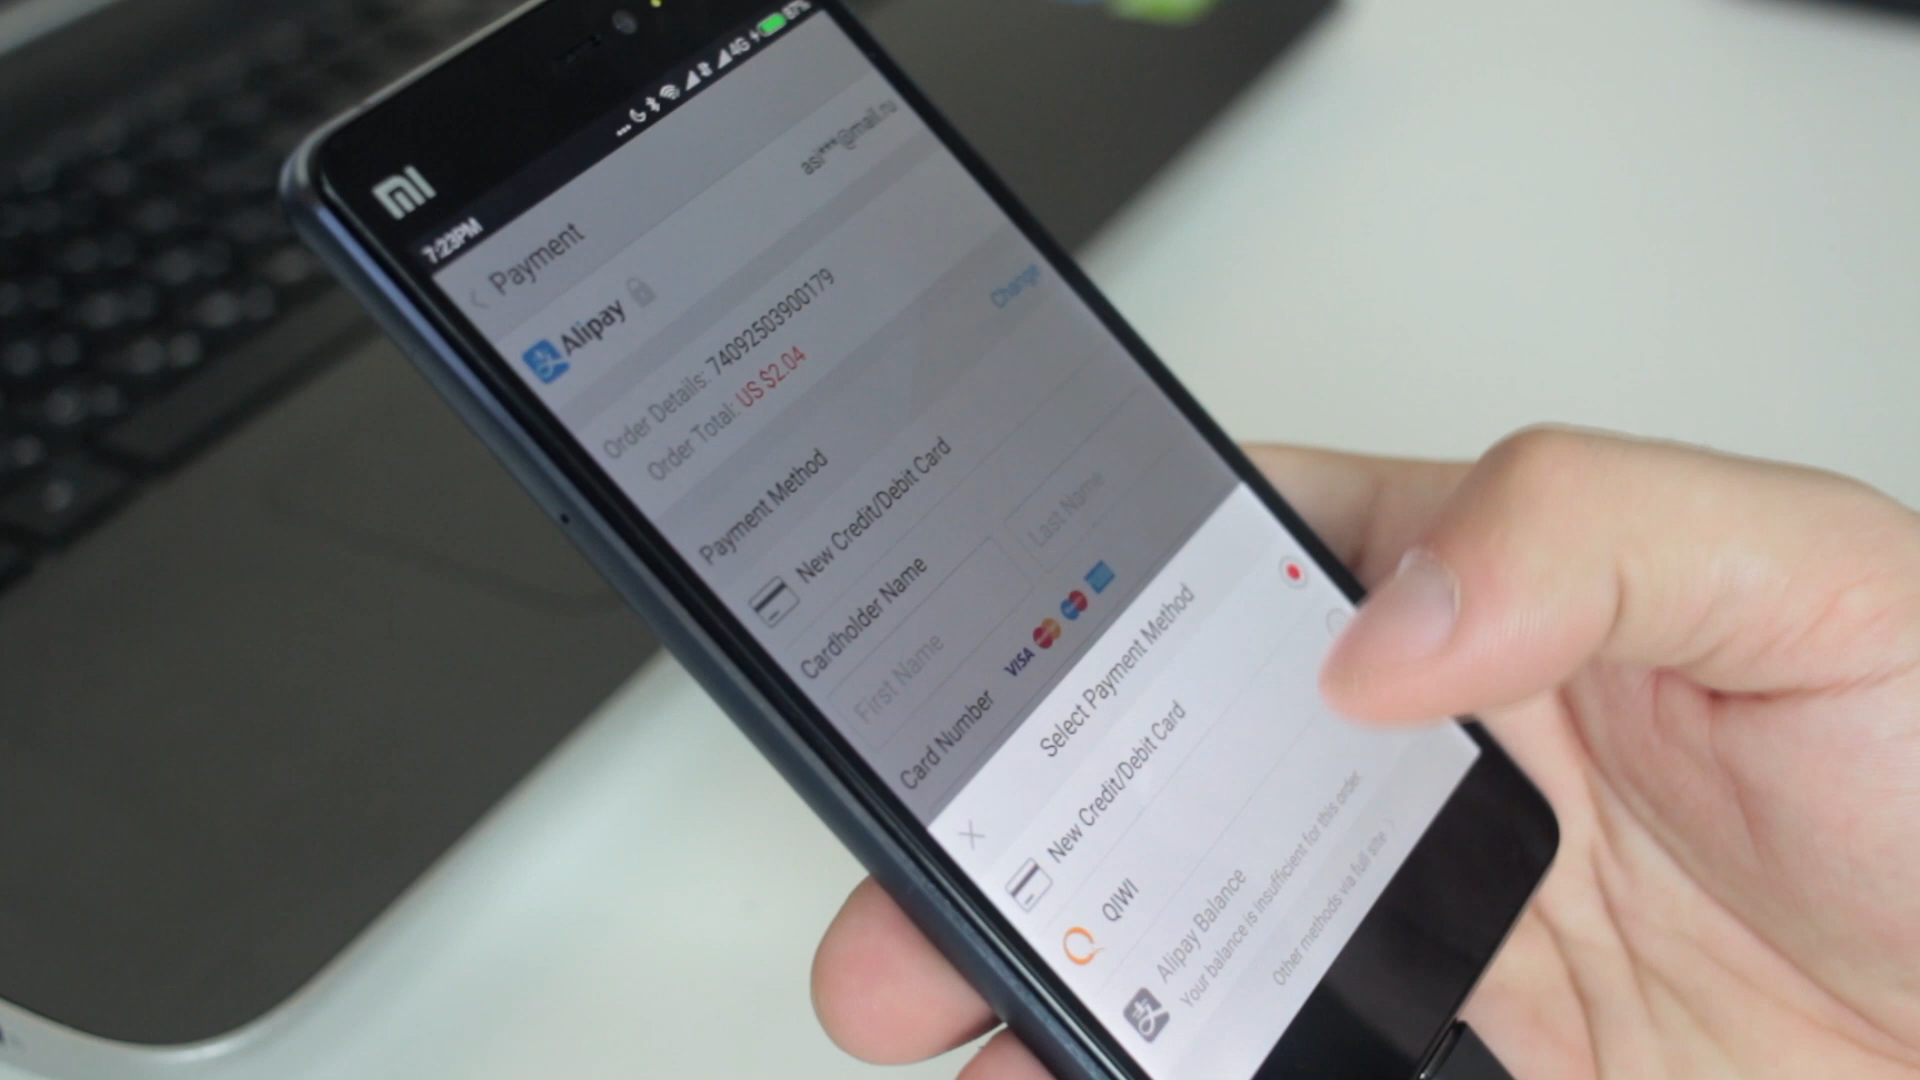 mi
7:23PM
4G 87%
Payment
Alipay
asi***@mail.ru
Order Details: 74092503900179
Order Total: US $2.04
Change
Payment Method
New Credit/Debit Card
Cardholder Name
First Name
Last Name
Card Number
VISA
Select Payment Method
New Credit/Debit Card
QIWI
Alipay Balance
Your balance is insufficient for this order
Other methods via full site